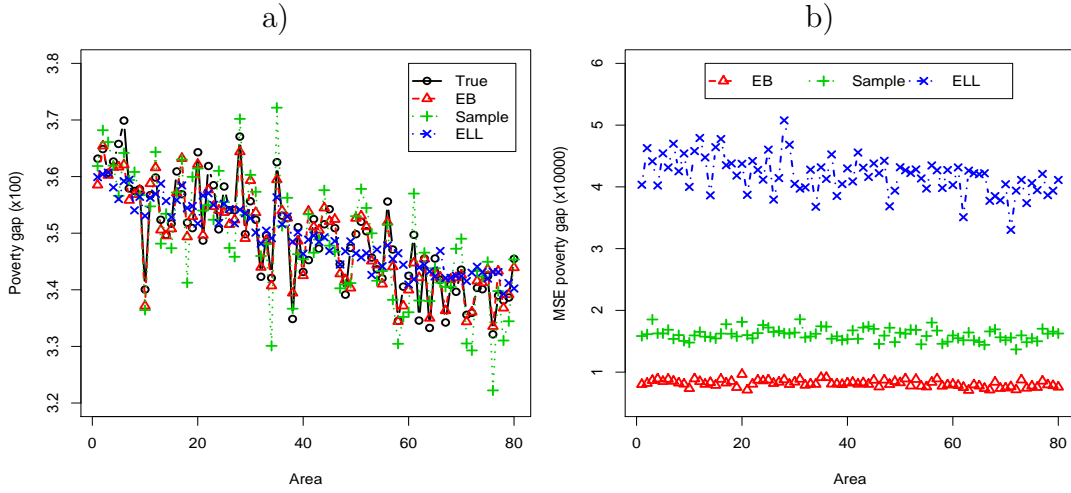 a)
Poverty gap (x100)
3.8
3.7
3.6
3.5
3.4
3.3
3.2
True
EB
Sample
ELL
0 20 40 60 80
Area
b)
MSE poverty gap (x10000)
6
5
4
3
2
1
EB Sample ELL
0 20 40 60 80
Area